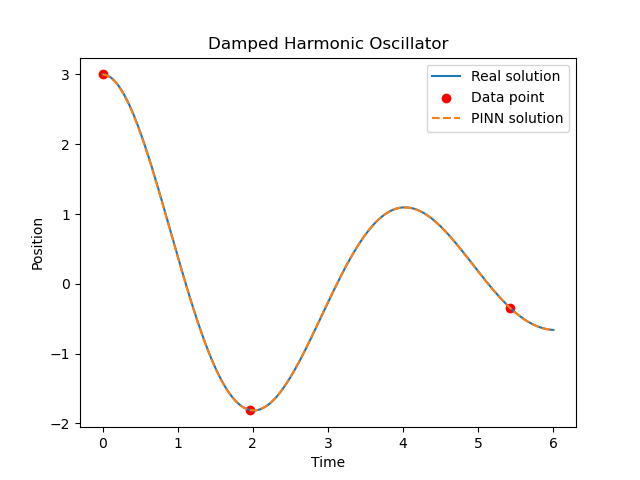 Damped Harmonic Oscillator
Real solution
Data point
PINN solution
Position
3
2
1
0
−1
−2
0 1 2 3 4 5 6
Time